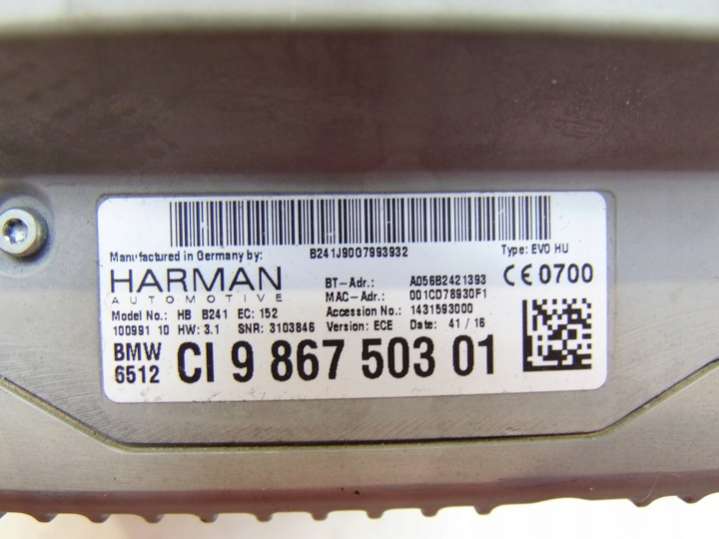 Manufactured in Germany by: B241J90G7993932 Type: EVO HU
HARMAN BT-Adr.: A056B2421393 CE 0700
AUTOMOTIVE MAC-Adr.: 001CD78930F1
Model No.: HB B241 EC: 152 Accession No.: 1431593000
100991 10 HW: 3.1 SNR: 3103846 Version: ECE Date: 41 / 16
BMW 6512 CI 9 867 503 01